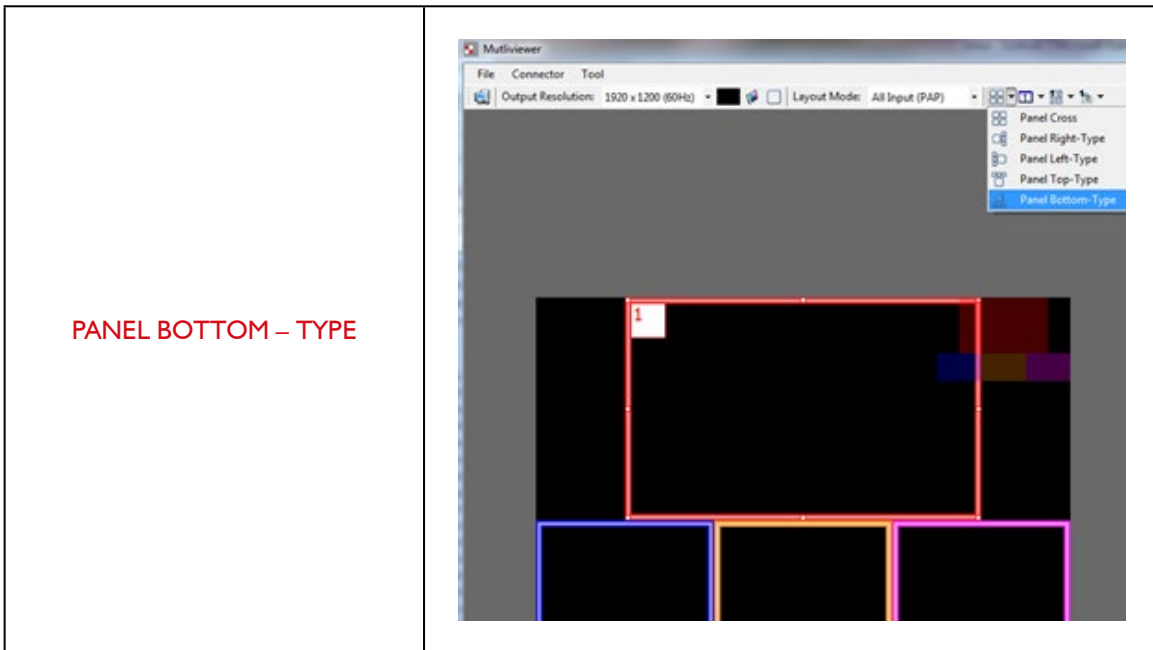 PANEL BOTTOM – TYPE
Mutliviewer
File Connector Tool
Output Resolution: 1920 x 1200 (60Hz) Layout Mode: All Input (PAP)
Panel Cross
Panel Right-Type
Panel Left-Type
Panel Top-Type
Panel Bottom-Type
1